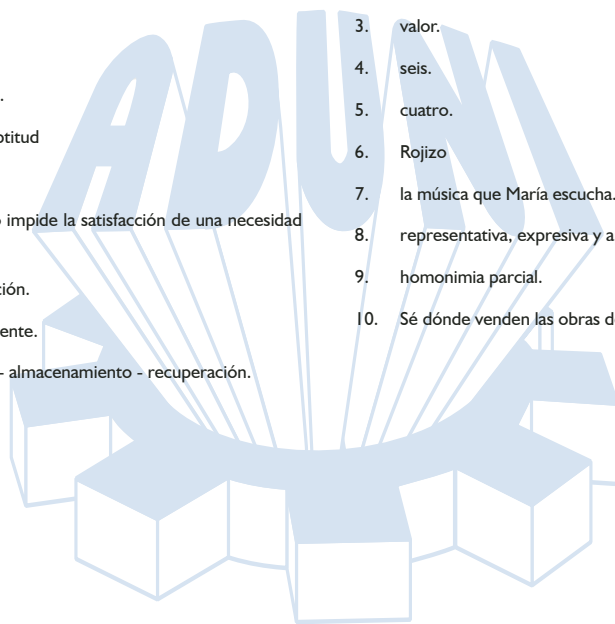 .
titud
impide la satisfacción de una necesidad
ción.
ente.
- almacenamiento - recuperación.
3. valor.
4. seis.
5. cuatro.
6. Rojizo
7. la música que María escucha.
8. representativa, expresiva y a
9. homonimia parcial.
10. Sé dónde venden las obras d
ADUNI